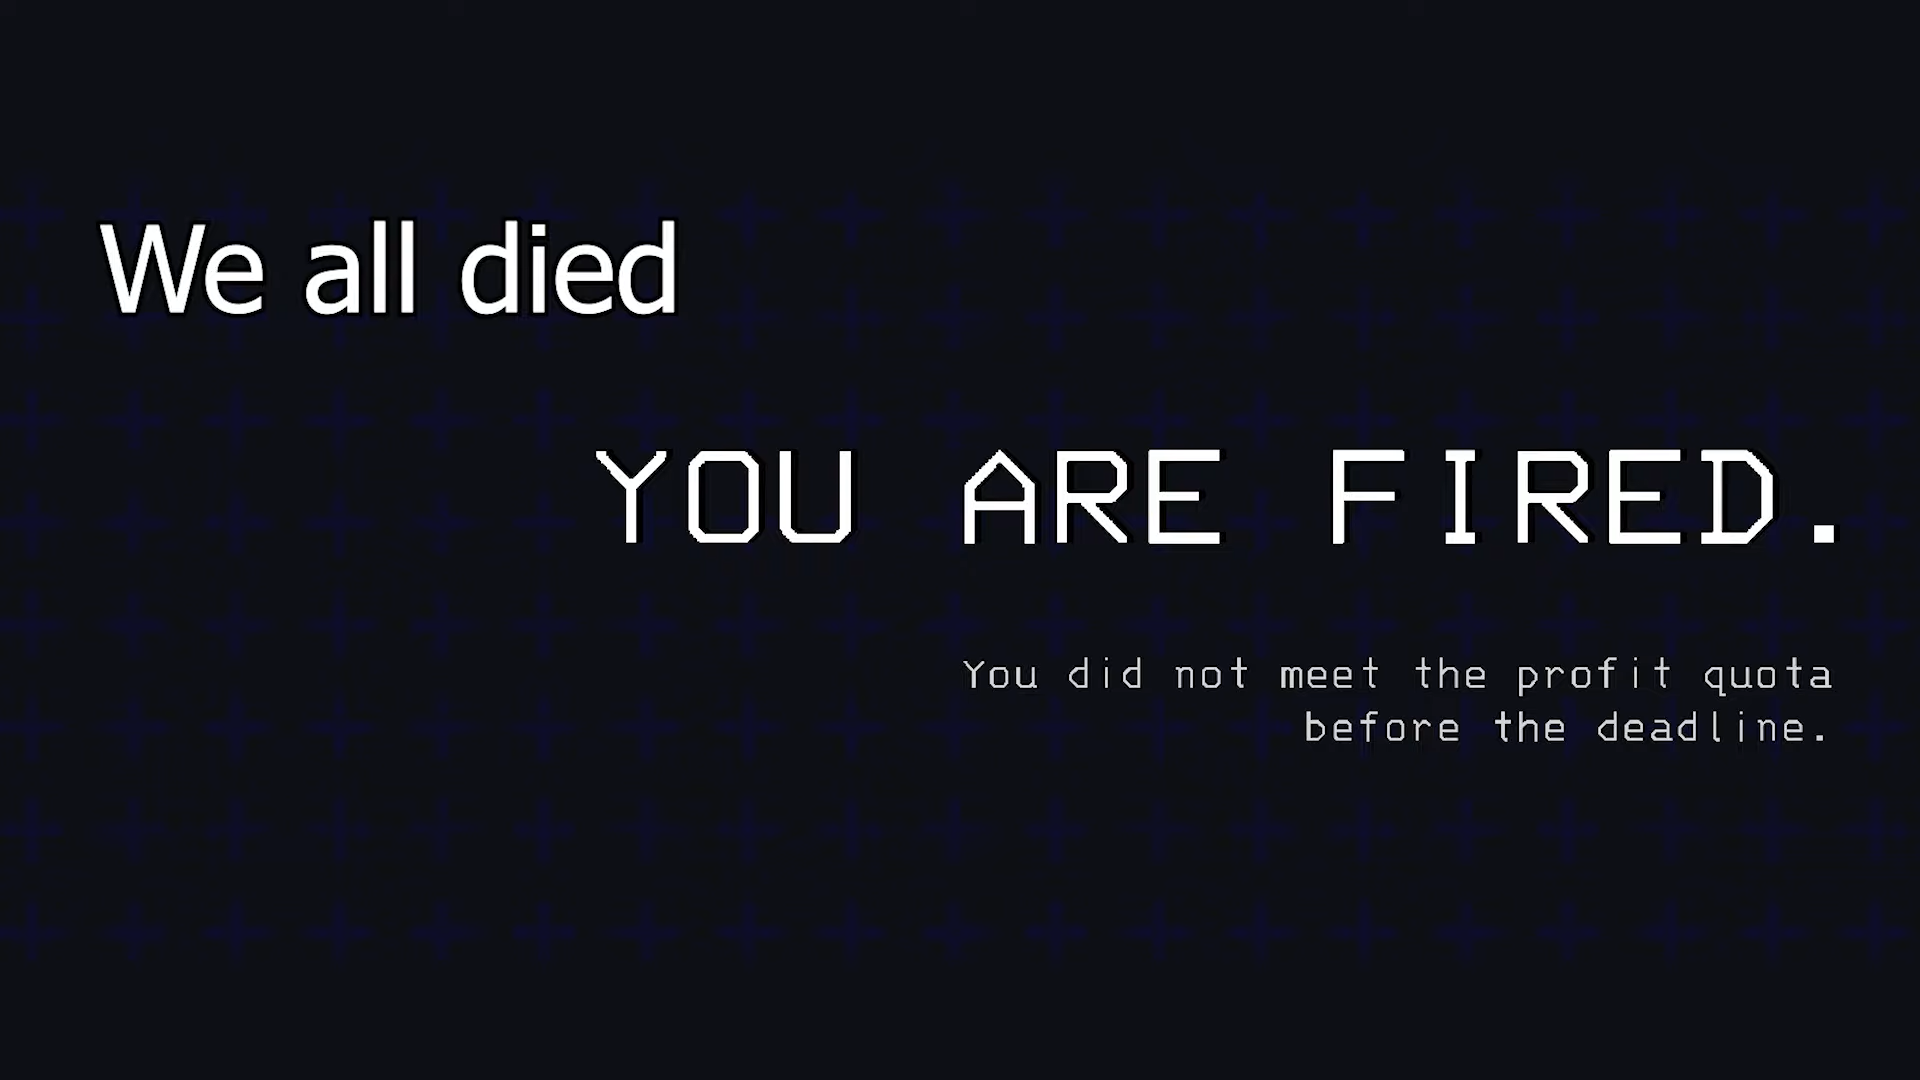 We all died
YOU ARE FIRED.
You did not meet the profit quota
before the deadline.